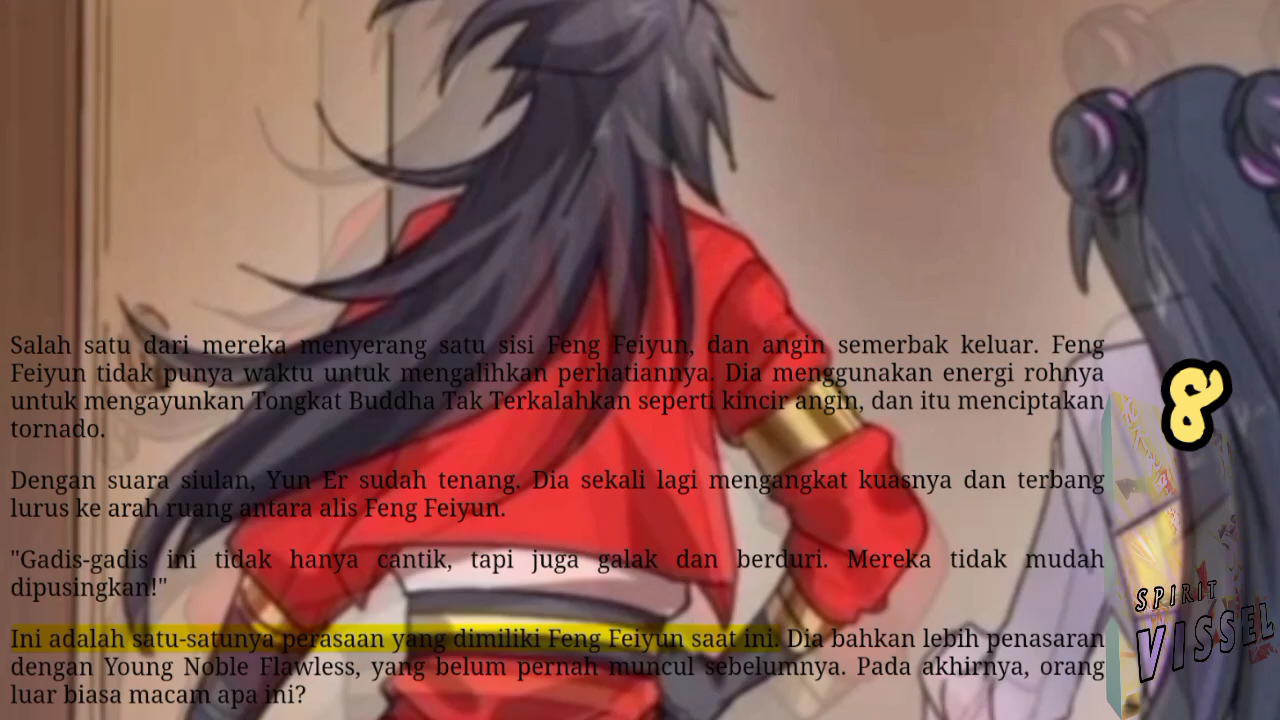 Salah satu dari mereka menyerang satu sisi Feng Feiyun, dan angin semerbak keluar. Feng
Feiyun tidak punya waktu untuk mengalihkan perhatiannya. Dia menggunakan energi rohnya
untuk mengayunkan Tongkat Buddha Tak Terkalahkan seperti kincir angin, dan itu menciptakan
tornado.
Dengan suara siulan, Yun Er sudah tenang. Dia sekali lagi mengangkat kuasnya dan terbang
lurus ke arah ruang antara alis Feng Feiyun.
"Gadis-gadis ini tidak hanya cantik, tapi juga galak dan berduri. Mereka tidak mudah
dipusingkan!"
Ini adalah satu-satunya perasaan yang dimiliki Feng Feiyun saat ini. Dia bahkan lebih penasaran
dengan Young Noble Flawless, yang belum pernah muncul sebelumnya. Pada akhirnya, orang
luar biasa macam apa ini?
8
SPIRIT
VISSEL